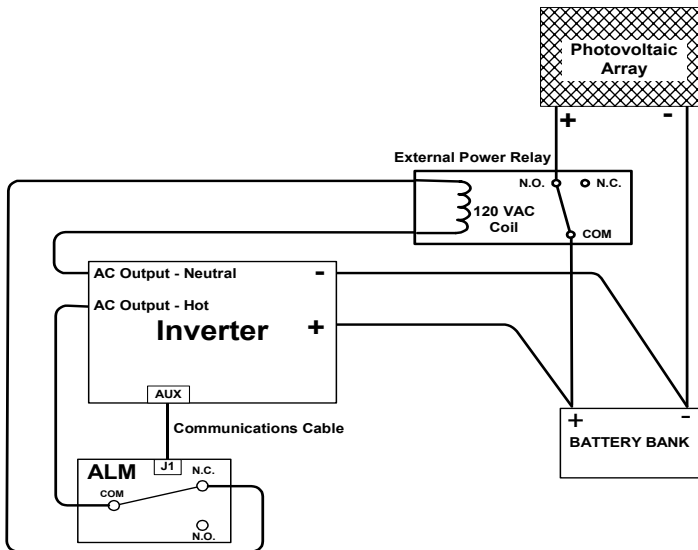 Photovoltaic
Array
+ -
External Power Relay
N.O. N.C.
120 VAC
Coil
COM
AC Output - Neutral -
AC Output - Hot
Inverter +
AUX
Communications Cable
+ -
BATTERY BANK
ALM J1 N.C.
COM
N.O.